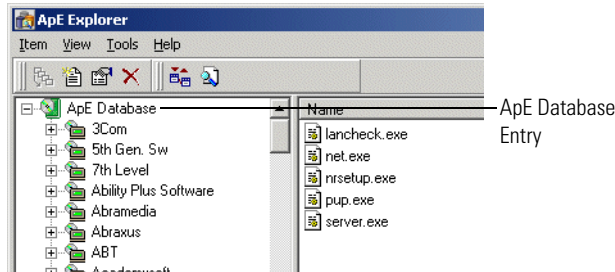 ApE Explorer
Item View Tools Help
ApE Database
3Com
5th Gen. Sw
7th Level
Ability Plus Software
Abramedia
Abraxus
ABT
Name
lancheck.exe
net.exe
nrsetup.exe
pup.exe
server.exe
ApE Database
Entry